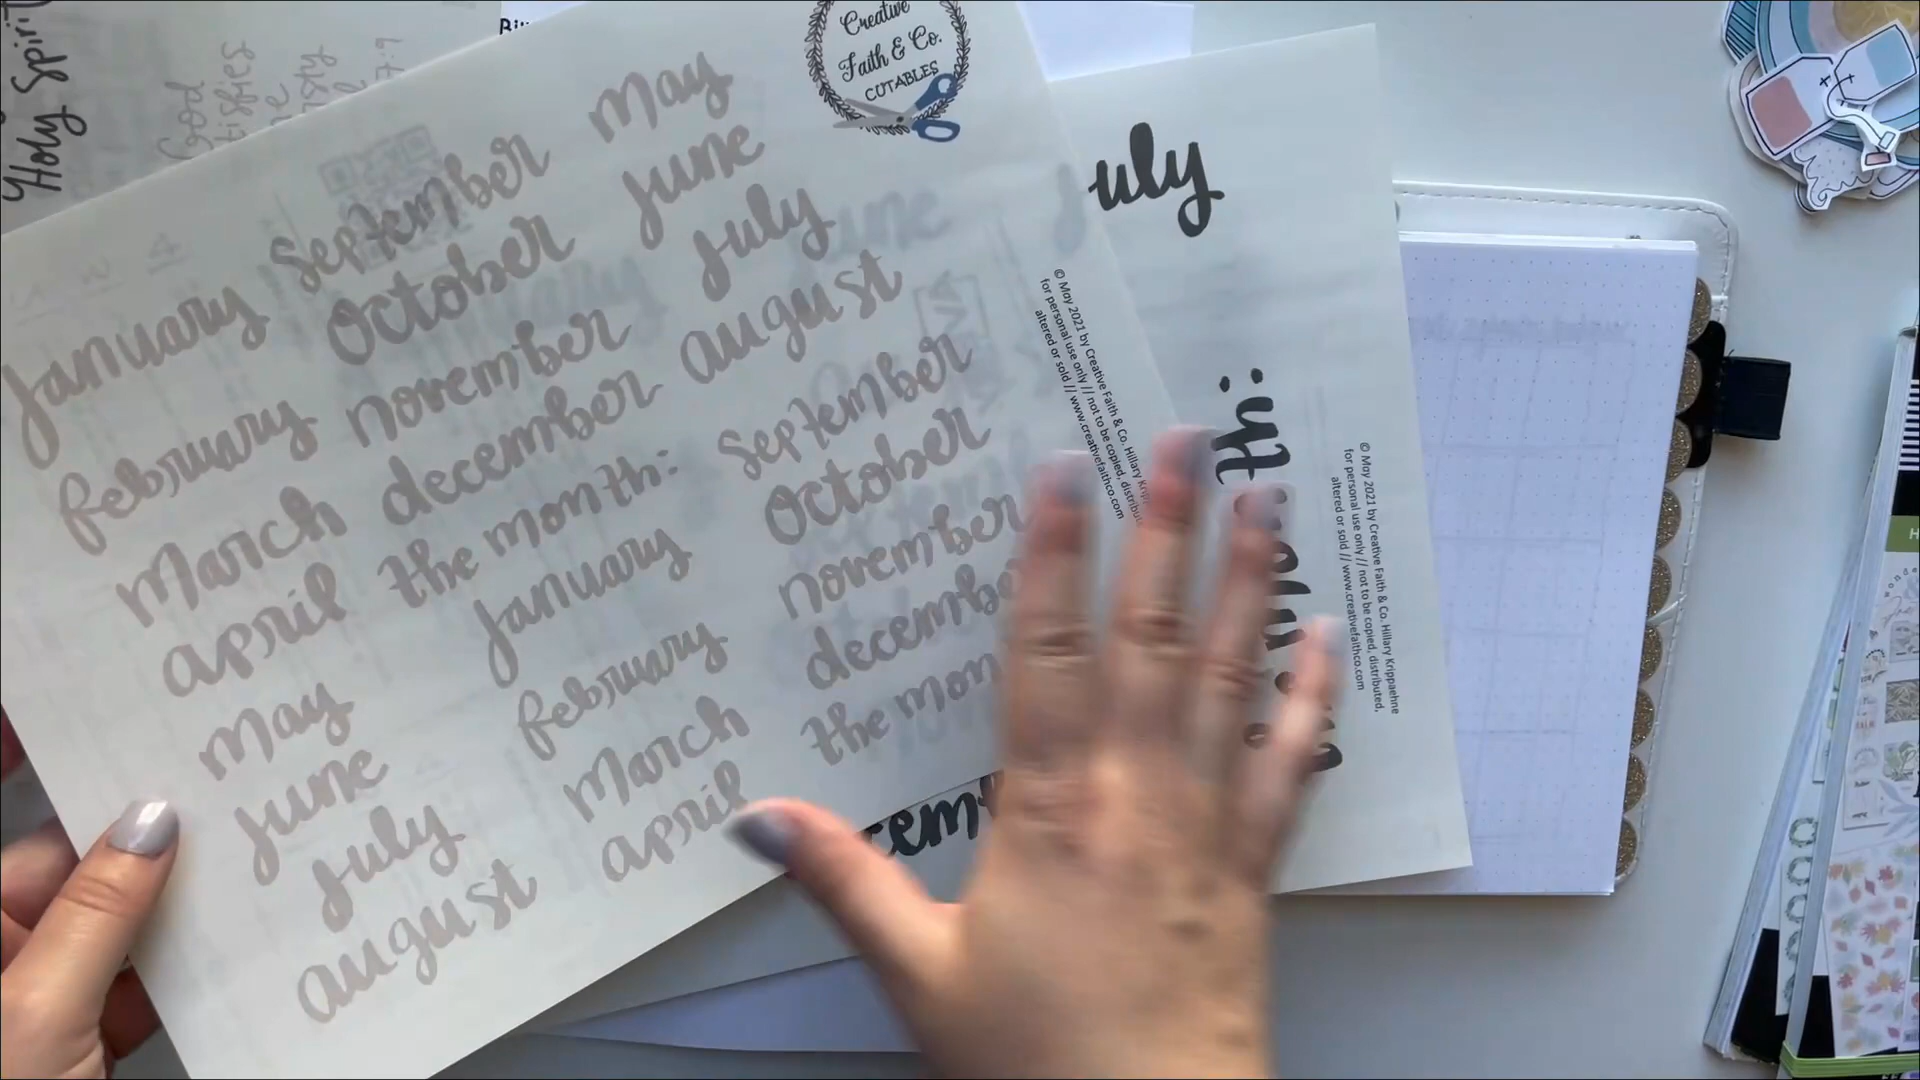 Holy Spirit
God
7:9
Creative
Faith & Co.
CUTABLES
january
february
march
april
may
june
july
august
september
october
november
december
the month:
january
february
march
april
may
june
july
august
september
october
november
december
the mon
© May 2021 by Creative Faith & Co. Hillary
for personal use only // not to be copied,
altered or sold // www.creativefaithco.com
uly
© May 2021 by Creative Faith & Co. Hillary Krippaehne
for personal use only // not to be copied, distributed,
altered or sold // www.creativefaithco.com